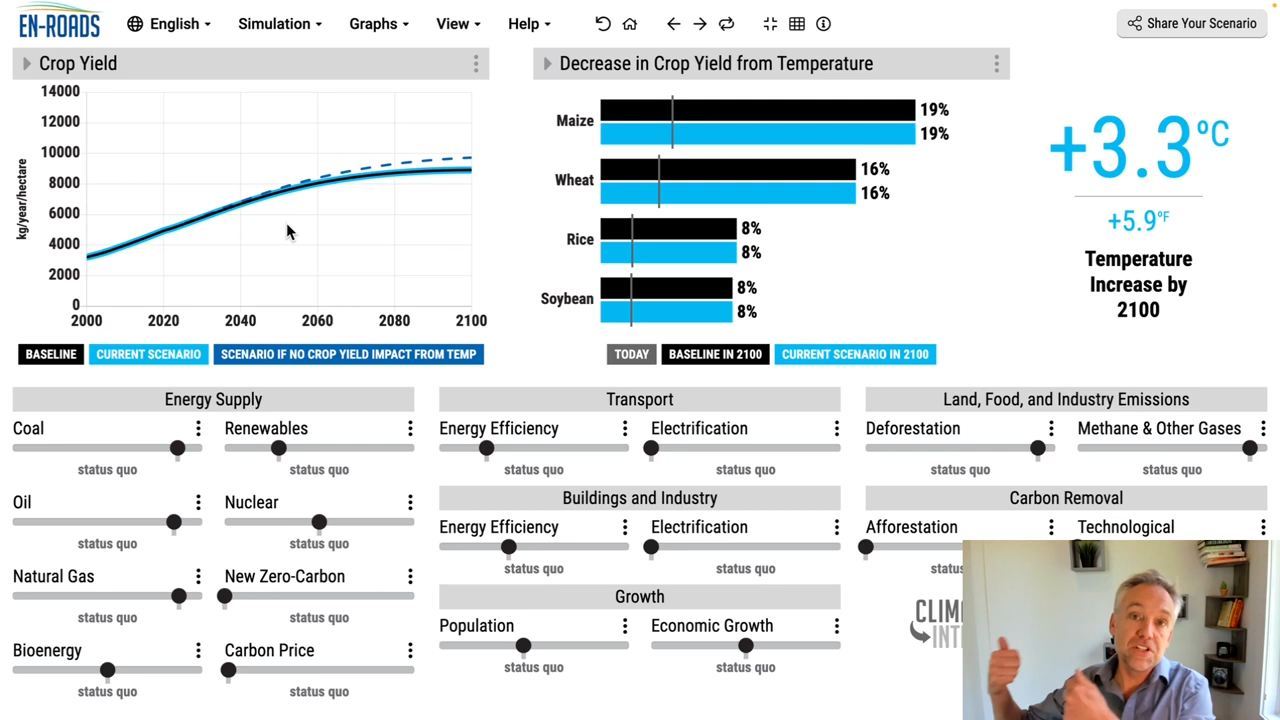 EN-ROADS
English
Simulation
Graphs
View
Help
Share Your Scenario
Crop Yield
14000
12000
10000
8000
6000
4000
2000
0
kg/year/hectare
2000 2020 2040 2060 2080 2100
BASELINE
CURRENT SCENARIO
SCENARIO IF NO CROP YIELD IMPACT FROM TEMP
Decrease in Crop Yield from Temperature
Maize
19%
19%
Wheat
16%
16%
Rice
8%
8%
Soybean
8%
8%
TODAY
BASELINE IN 2100
CURRENT SCENARIO IN 2100
+3.3 ºC
+5.9 ºF
Temperature
Increase by
2100
Energy Supply
Coal
status quo
Renewables
status quo
Oil
status quo
Nuclear
status quo
Natural Gas
status quo
New Zero-Carbon
status quo
Bioenergy
status quo
Carbon Price
status quo
Transport
Energy Efficiency
status quo
Electrification
status quo
Buildings and Industry
Energy Efficiency
status quo
Electrification
status quo
Growth
Population
status quo
Economic Growth
status quo
Land, Food, and Industry Emissions
Deforestation
status quo
Methane & Other Gases
status quo
Carbon Removal
Afforestation
Technological
statu
CLIM
INT